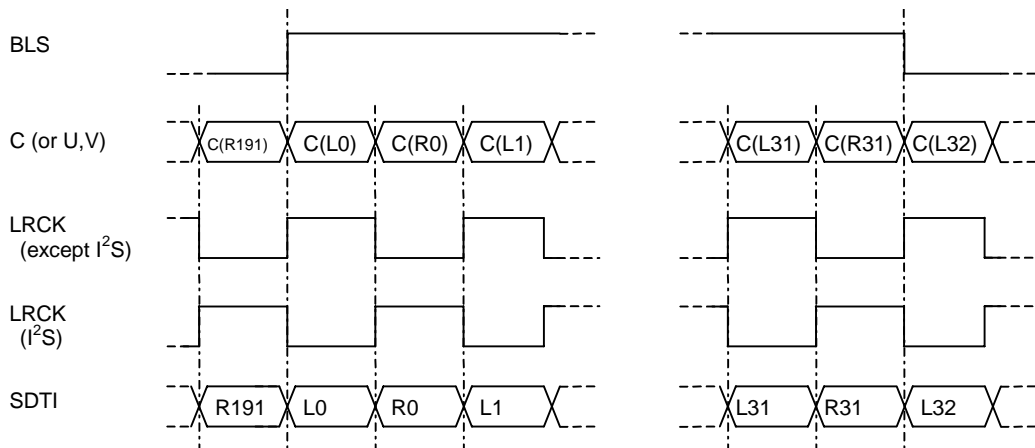 BLS
C (or U,V)
C(R191) C(L0) C(R0) C(L1) C(L31) C(R31) C(L32)
LRCK
(except I²S)
LRCK
(I²S)
SDTI
R191 L0 R0 L1 L31 R31 L32